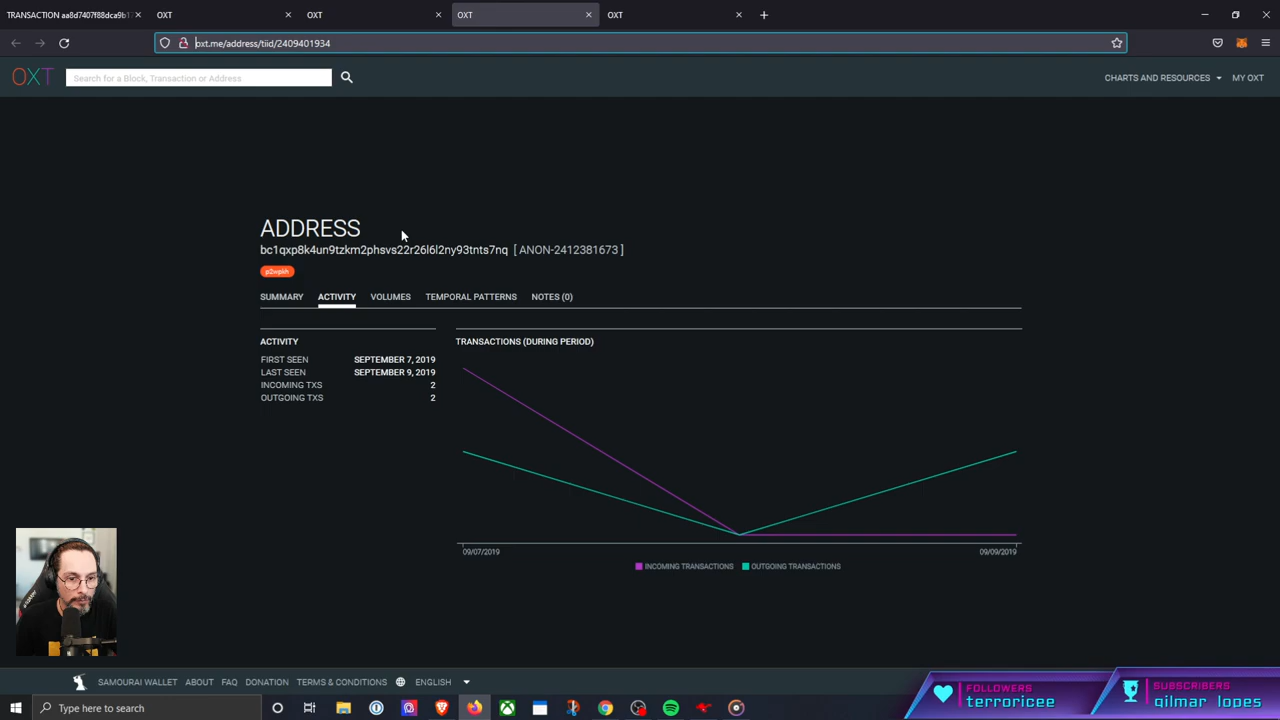 TRANSACTION aa8d7407f88dca9b1
OXT
OXT
OXT
OXT
oxt.me/address/tiid/2409401934
OXT
Search for a Block, Transaction or Address
CHARTS AND RESOURCES
MY OXT
ADDRESS
bc1qxp8k4un9tzkm2phsvs22r26l6l2ny93tnts7nq [ ANON-2412381673 ]
p2wpkh
SUMMARY
ACTIVITY
VOLUMES
TEMPORAL PATTERNS
NOTES (0)
ACTIVITY
FIRST SEEN SEPTEMBER 7, 2019
LAST SEEN SEPTEMBER 9, 2019
INCOMING TXS 2
OUTGOING TXS 2
TRANSACTIONS (DURING PERIOD)
09/07/2019
09/09/2019
INCOMING TRANSACTIONS
OUTGOING TRANSACTIONS
SAMOURAI WALLET
ABOUT
FAQ
DONATION
TERMS & CONDITIONS
ENGLISH
FOLLOWERS
terroricee
SUBSCRIBERS
gilmar lopes
Type here to search